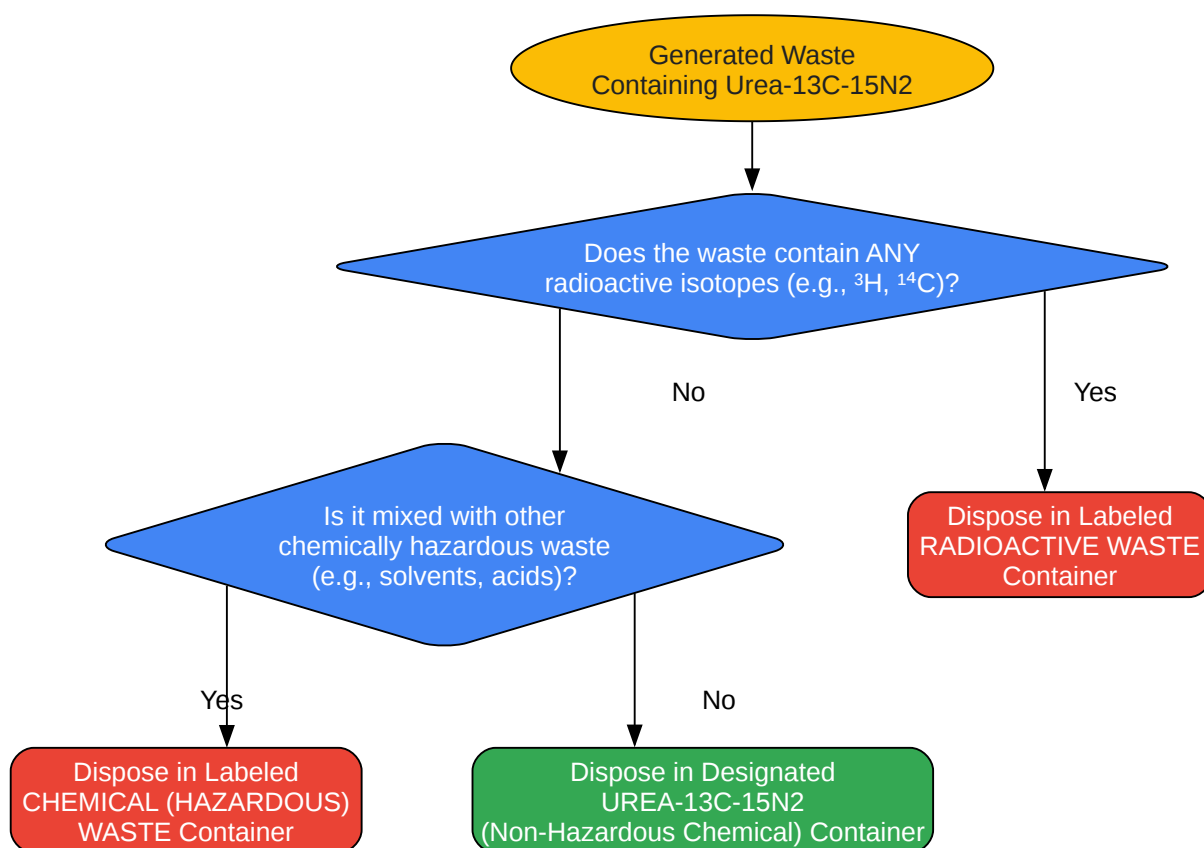 Generated Waste
Containing Urea-13C-15N2
Does the waste contain ANY
radioactive isotopes (e.g., ³H, ¹⁴C)?
No
Yes
Is it mixed with other
chemically hazardous waste
(e.g., solvents, acids)?
Dispose in Labeled
RADIOACTIVE WASTE
Container
Yes
No
Dispose in Labeled
CHEMICAL (HAZARDOUS)
WASTE Container
Dispose in Designated
UREA-13C-15N2
(Non-Hazardous Chemical) Container